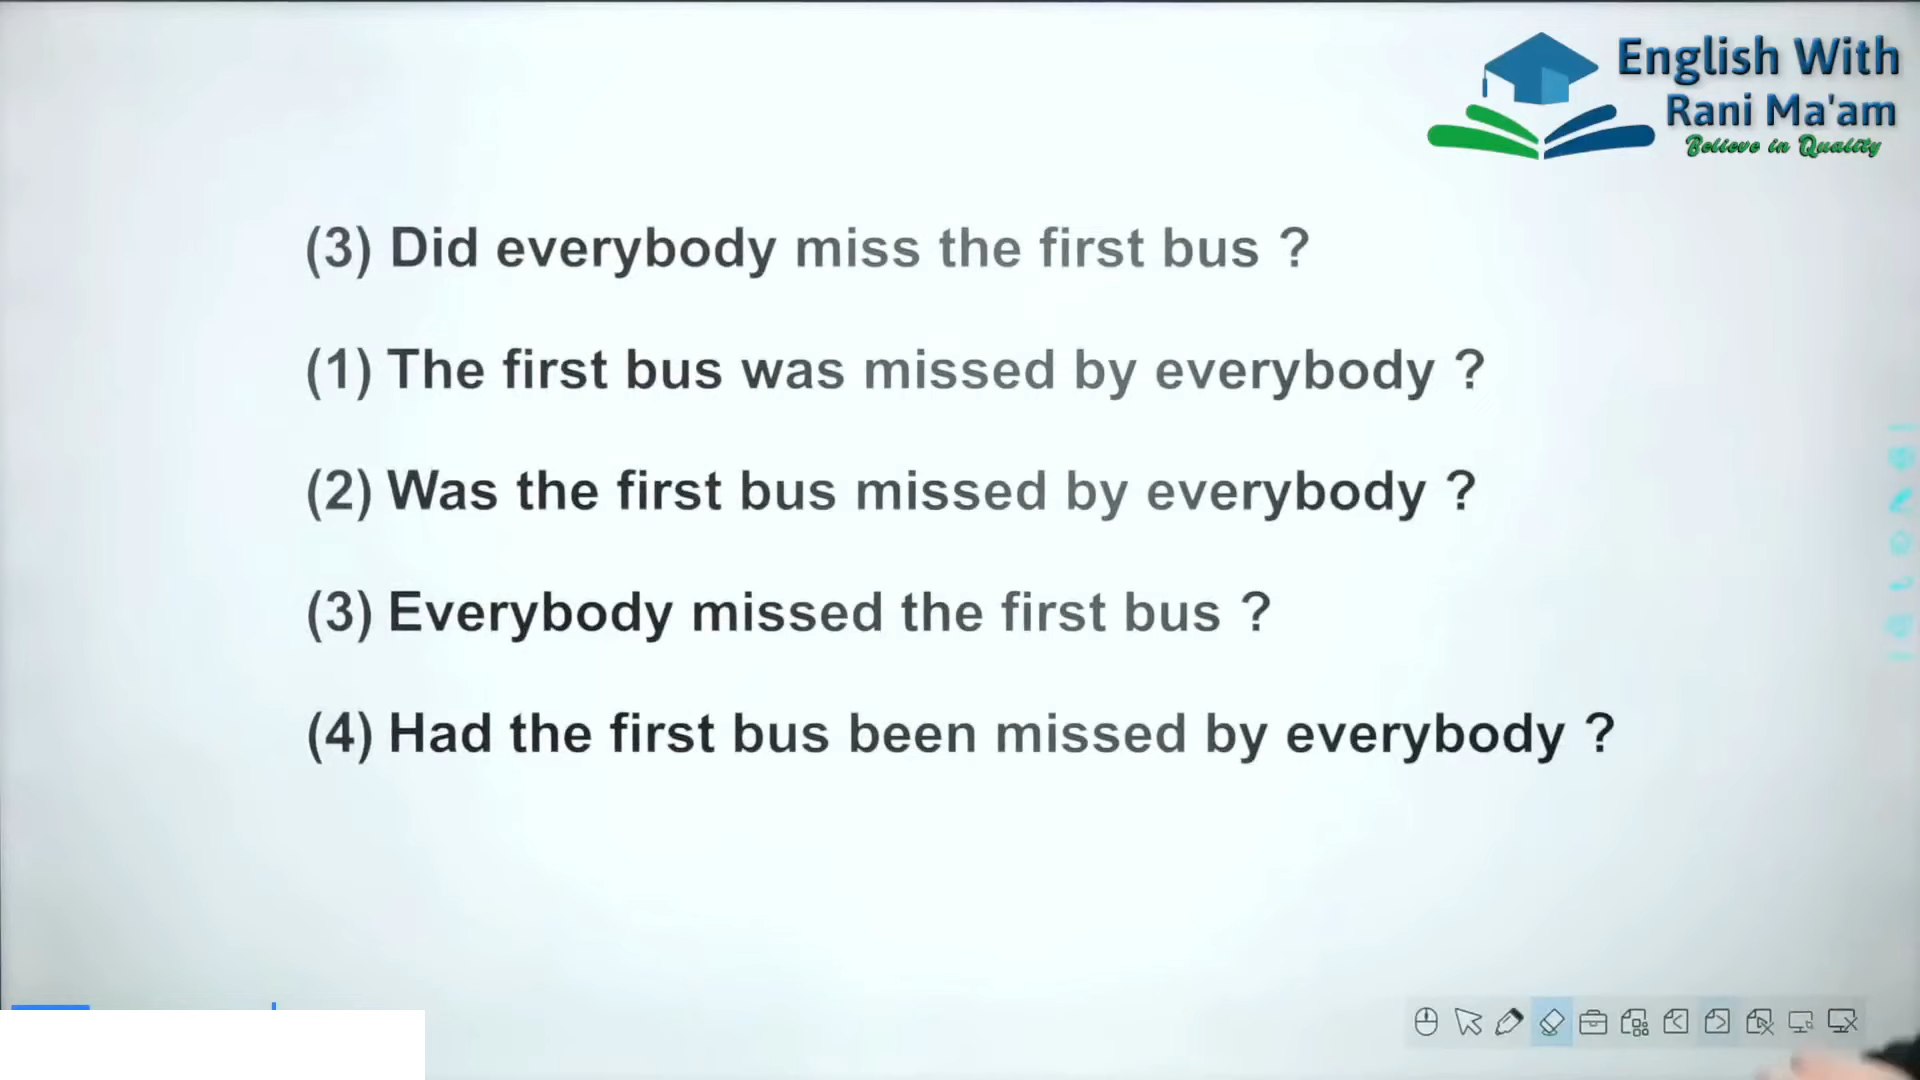 English With
Rani Ma'am
Believe in Quality
(3) Did everybody miss the first bus ?
(1) The first bus was missed by everybody ?
(2) Was the first bus missed by everybody ?
(3) Everybody missed the first bus ?
(4) Had the first bus been missed by everybody ?